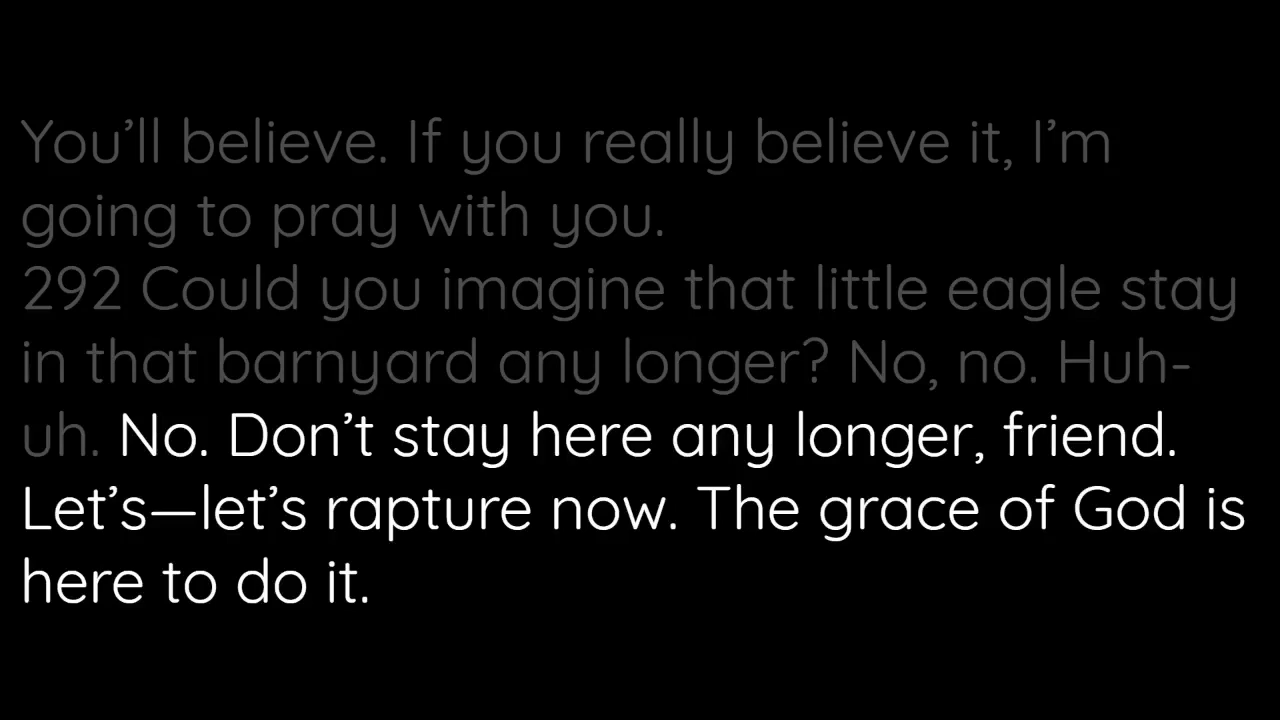 You’ll believe. If you really believe it, I’m
going to pray with you.
292 Could you imagine that little eagle stay
in that barnyard any longer? No, no. Huh-
uh. No. Don’t stay here any longer, friend.
Let’s—let’s rapture now. The grace of God is
here to do it.